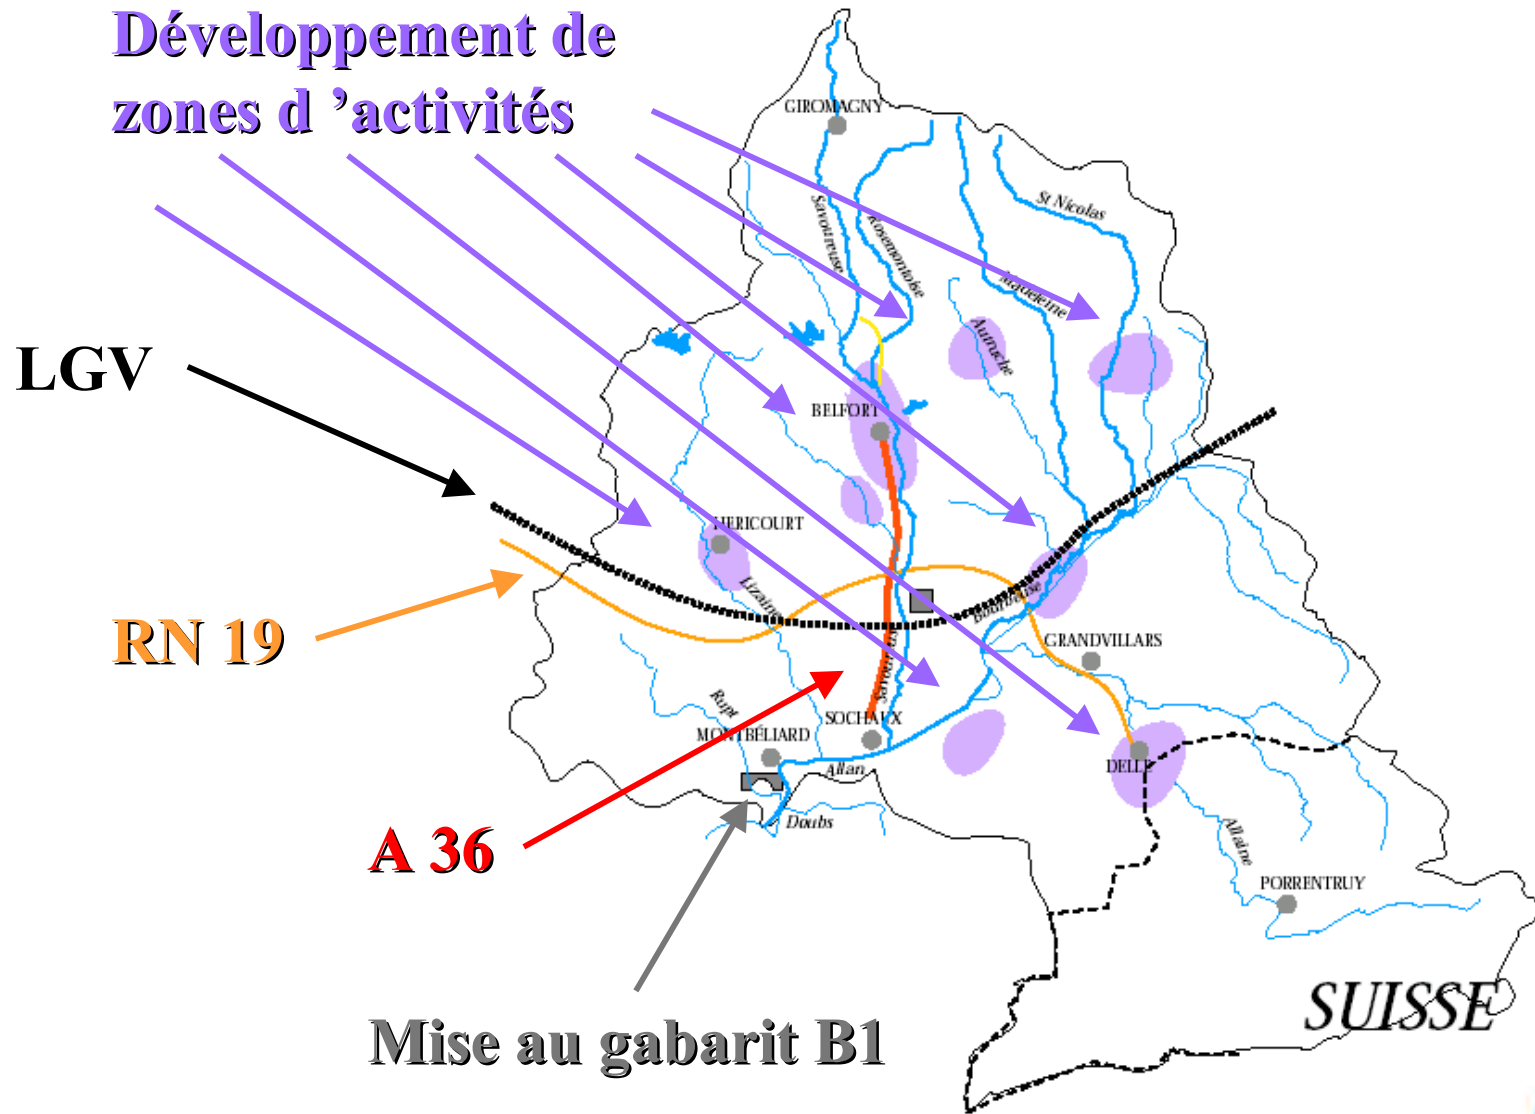 Développement de
zones d ’activités
GIROMAGNY
St Nicolas
Savoureuse
Rosemontoise
Madeleine
Autruche
LGV
BELFORT
HERICOURT
Lizaine
Bourbeuse
RN 19
GRANDVILLARS
Savoureuse
Rupt
SOCHAUX
MONTBÉLIARD
DELLE
Allan
Doubs
A 36
Allaine
PORRENTRUY
SUISSE
Mise au gabarit B1